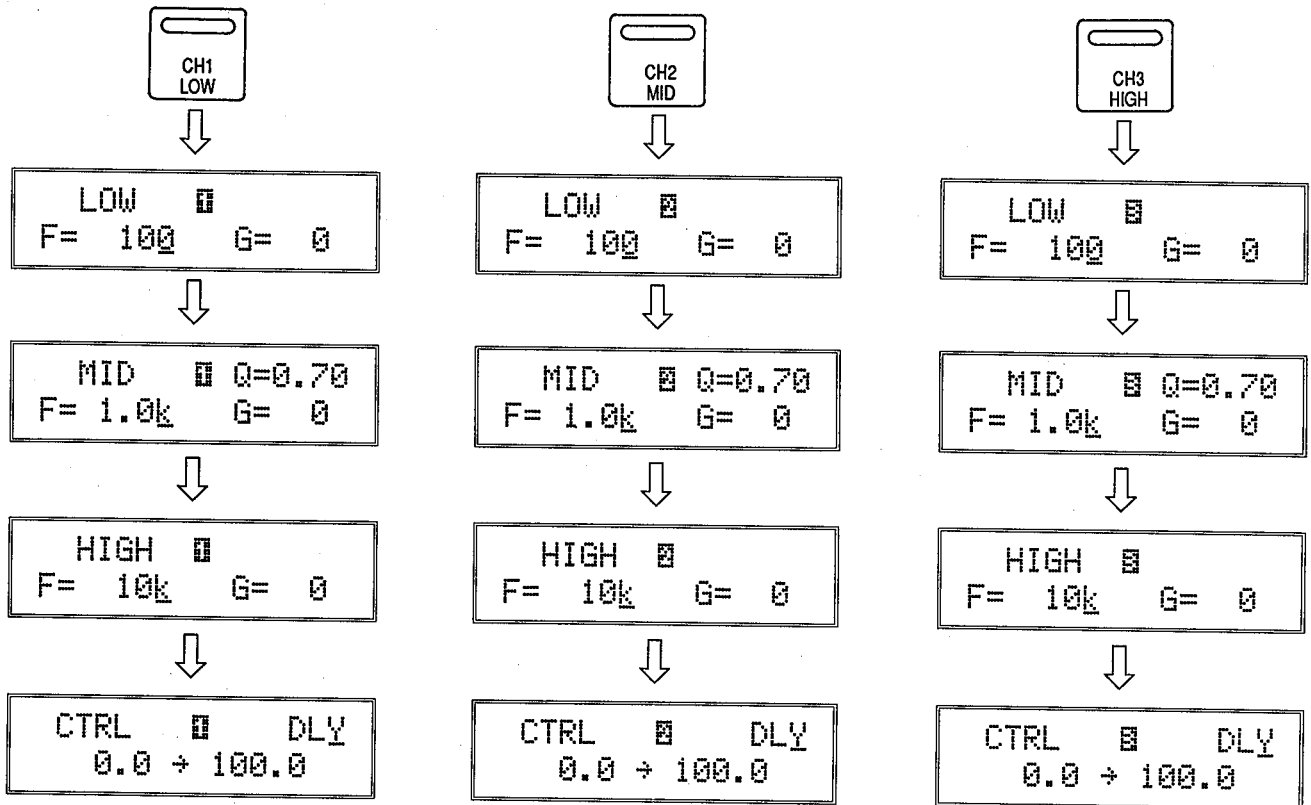 CH1
LOW
LOW 1
F= 100 G= 0
MID 1 Q=0.70
F= 1.0k G= 0
HIGH 1
F= 10k G= 0
CTRL 1 DLY
0.0 → 100.0
CH2
MID
LOW 2
F= 100 G= 0
MID 2 Q=0.70
F= 1.0k G= 0
HIGH 2
F= 10k G= 0
CTRL 2 DLY
0.0 → 100.0
CH3
HIGH
LOW 3
F= 100 G= 0
MID 3 Q=0.70
F= 1.0k G= 0
HIGH 3
F= 10k G= 0
CTRL 3 DLY
0.0 → 100.0